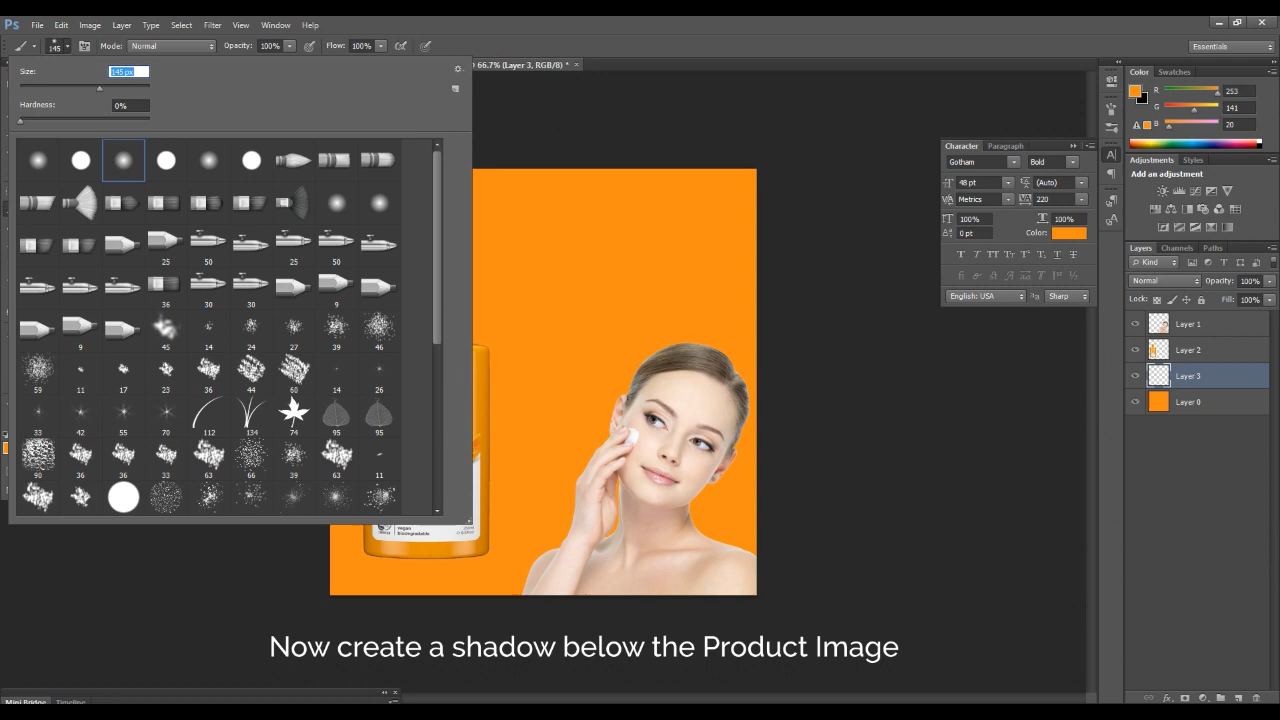 Ps File Edit Image Layer Type Select Filter View Window Help
145 Mode: Normal Opacity: 100% Flow: 100% Essentials
Size: 145 px
Hardness: 0%
66.7% (Layer 3, RGB/8) * ×
25 50 25 50
36 30 30 9
9 45 14 24 27 39 46
59 11 17 23 36 44 60 14 26
33 42 55 70 112 134 74 95 95
90 36 36 33 63 66 39 63 11
Vegan
Biodegradable
Now create a shadow below the Product Image
Mini Bridge Timeline
Character Paragraph
Gotham Bold
48 pt (Auto)
Metrics 220
100% 100%
0 pt Color:
English: USA Sharp
Color Swatches
R 253
G 141
B 20
Adjustments Styles
Add an adjustment
Layers Channels Paths
Kind
Normal Opacity: 100%
Lock: Fill: 100%
Layer 1
Layer 2
Layer 3
Layer 0